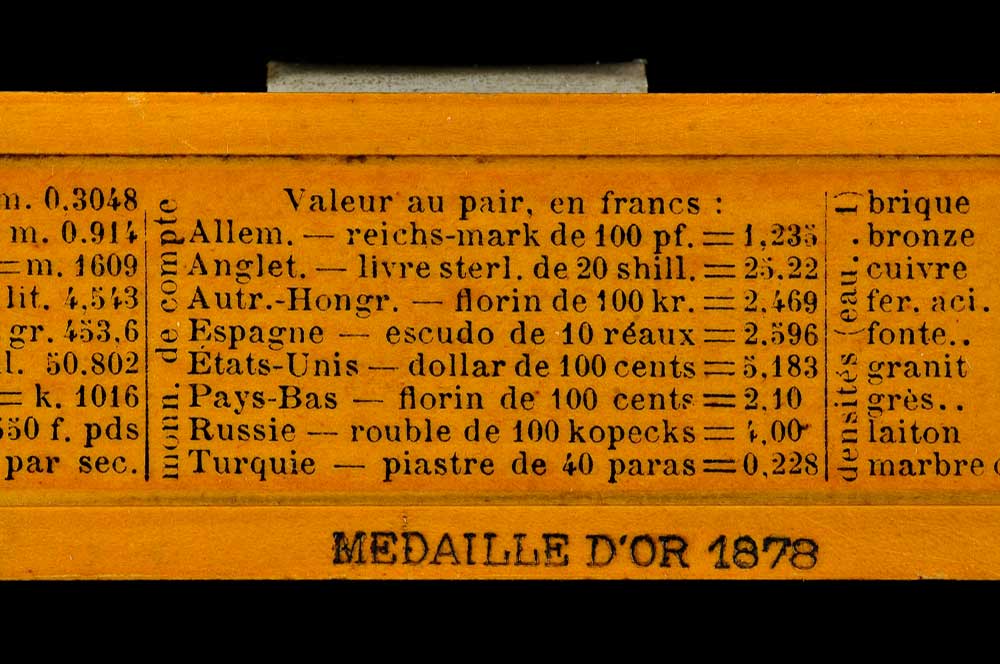 m. 0.3048
m. 0.914
=m. 1609
lit. 4,543
gr. 453,6
l. 50.802
= k. 1016
550 f. pds
par sec.
monn. de compte
Valeur au pair, en francs :
Allem. — reichs-mark de 100 pf. = 1,235
Anglet. — livre sterl. de 20 shill. = 25.22
Autr.-Hongr. — florin de 100 kr. = 2,469
Espagne — escudo de 10 réaux = 2.596
États-Unis — dollar de 100 cents = 5,183
Pays-Bas — florin de 100 cents = 2,10
Russie — rouble de 100 kopecks = 4,00
Turquie — piastre de 40 paras = 0,228
densités (eau. 1)
brique
bronze
cuivre
fer. aci.
fonte..
granit
grès..
laiton
marbre
MEDAILLE D'OR 1878